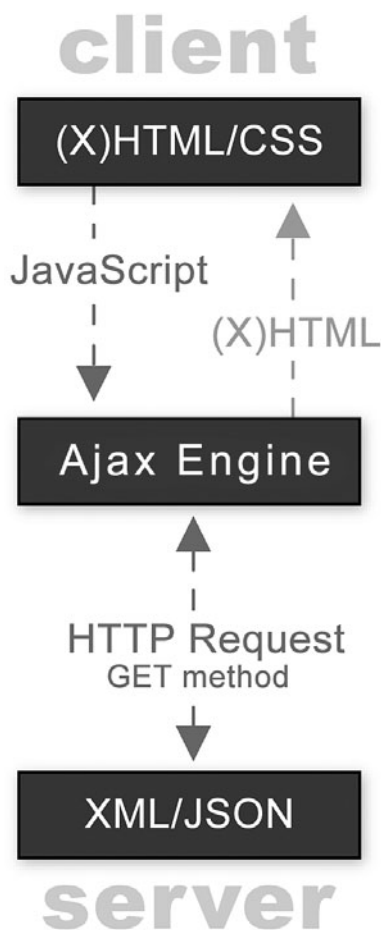 client
(X)HTML/CSS
JavaScript
(X)HTML
Ajax Engine
HTTP Request
GET method
XML/JSON
server